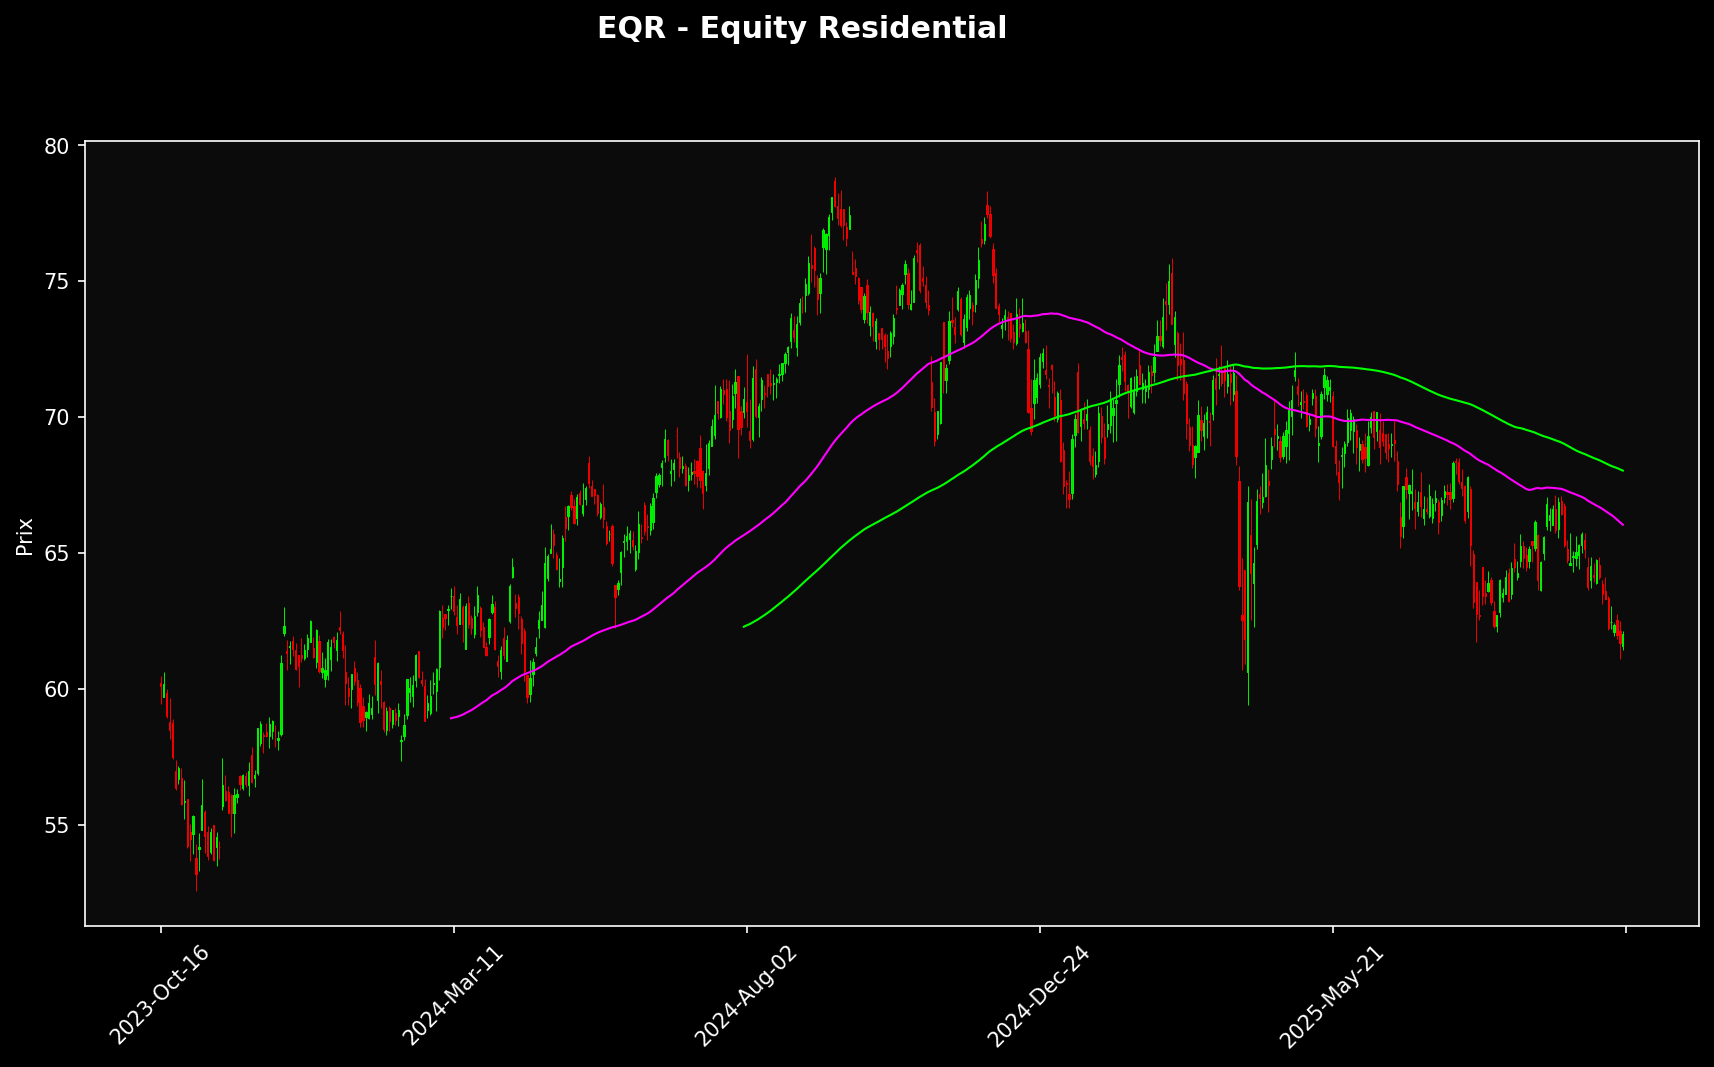 EQR - Equity Residential
Prix
80
75
70
65
60
55
2023-Oct-16
2024-Mar-11
2024-Aug-02
2024-Dec-24
2025-May-21